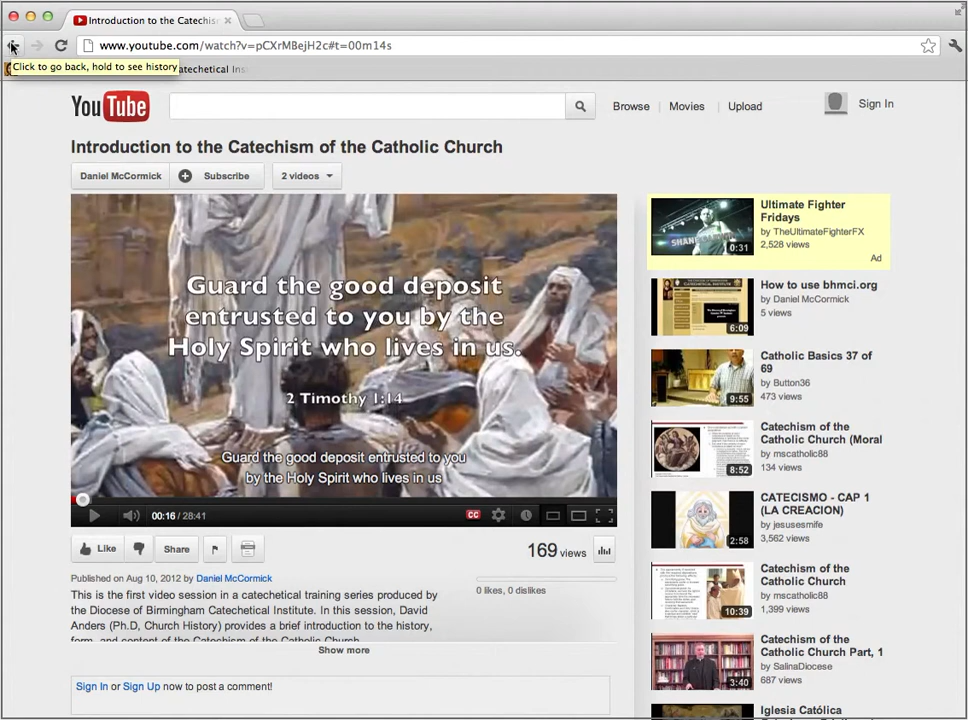 Introduction to the Catechis
www.youtube.com/watch?v=pCXrMBejH2c#t=00m14s
Click to go back, hold to see history
atechetical Ins
YouTube
Browse
Movies
Upload
Sign In
Introduction to the Catechism of the Catholic Church
Daniel McCormick
Subscribe
2 videos
Guard the good deposit
entrusted to you by the
Holy Spirit who lives in us.
2 Timothy 1:14
Guard the good deposit entrusted to you
by the Holy Spirit who lives in us
00:16 / 28:41
CC
Like
Share
169 views
Published on Aug 10, 2012 by Daniel McCormick
This is the first video session in a catechetical training series produced by
the Diocese of Birmingham Catechetical Institute. In this session, David
Anders (Ph.D, Church History) provides a brief introduction to the history,
form, and content of the Catechism of the Catholic Church.
0 likes, 0 dislikes
Show more
Sign In or Sign Up now to post a comment!
0:31
Ultimate Fighter
Fridays
by TheUltimateFighterFX
2,528 views
Ad
6:09
How to use bhmci.org
by Daniel McCormick
5 views
9:55
Catholic Basics 37 of
69
by Button36
473 views
8:52
Catechism of the
Catholic Church (Moral
by mscatholic88
134 views
2:58
CATECISMO - CAP 1
(LA CREACION)
by jesusesmife
3,562 views
10:39
Catechism of the
Catholic Church
by mscatholic88
1,399 views
3:40
Catechism of the
Catholic Church Part, 1
by SalinaDiocese
687 views
Iglesia Católica